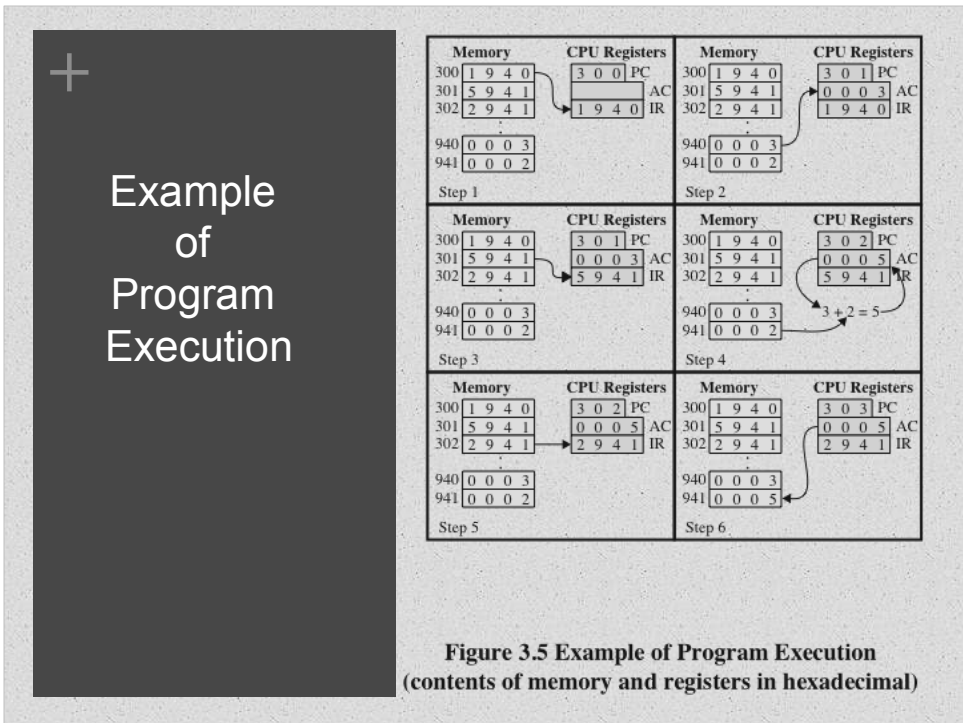 +
Example
of
Program
Execution
Memory CPU Registers
300 1 9 4 0 3 0 0 PC
301 5 9 4 1 AC
302 2 9 4 1 1 9 4 0 IR
940 0 0 0 3
941 0 0 0 2
Step 1
Memory CPU Registers
300 1 9 4 0 3 0 1 PC
301 5 9 4 1 0 0 0 3 AC
302 2 9 4 1 1 9 4 0 IR
940 0 0 0 3
941 0 0 0 2
Step 2
Memory CPU Registers
300 1 9 4 0 3 0 1 PC
301 5 9 4 1 0 0 0 3 AC
302 2 9 4 1 5 9 4 1 IR
940 0 0 0 3
941 0 0 0 2
Step 3
Memory CPU Registers
300 1 9 4 0 3 0 2 PC
301 5 9 4 1 0 0 0 5 AC
302 2 9 4 1 5 9 4 1 IR
940 0 0 0 3 3 + 2 = 5
941 0 0 0 2
Step 4
Memory CPU Registers
300 1 9 4 0 3 0 2 PC
301 5 9 4 1 0 0 0 5 AC
302 2 9 4 1 2 9 4 1 IR
940 0 0 0 3
941 0 0 0 2
Step 5
Memory CPU Registers
300 1 9 4 0 3 0 3 PC
301 5 9 4 1 0 0 0 5 AC
302 2 9 4 1 2 9 4 1 IR
940 0 0 0 3
941 0 0 0 5
Step 6
Figure 3.5 Example of Program Execution
(contents of memory and registers in hexadecimal)